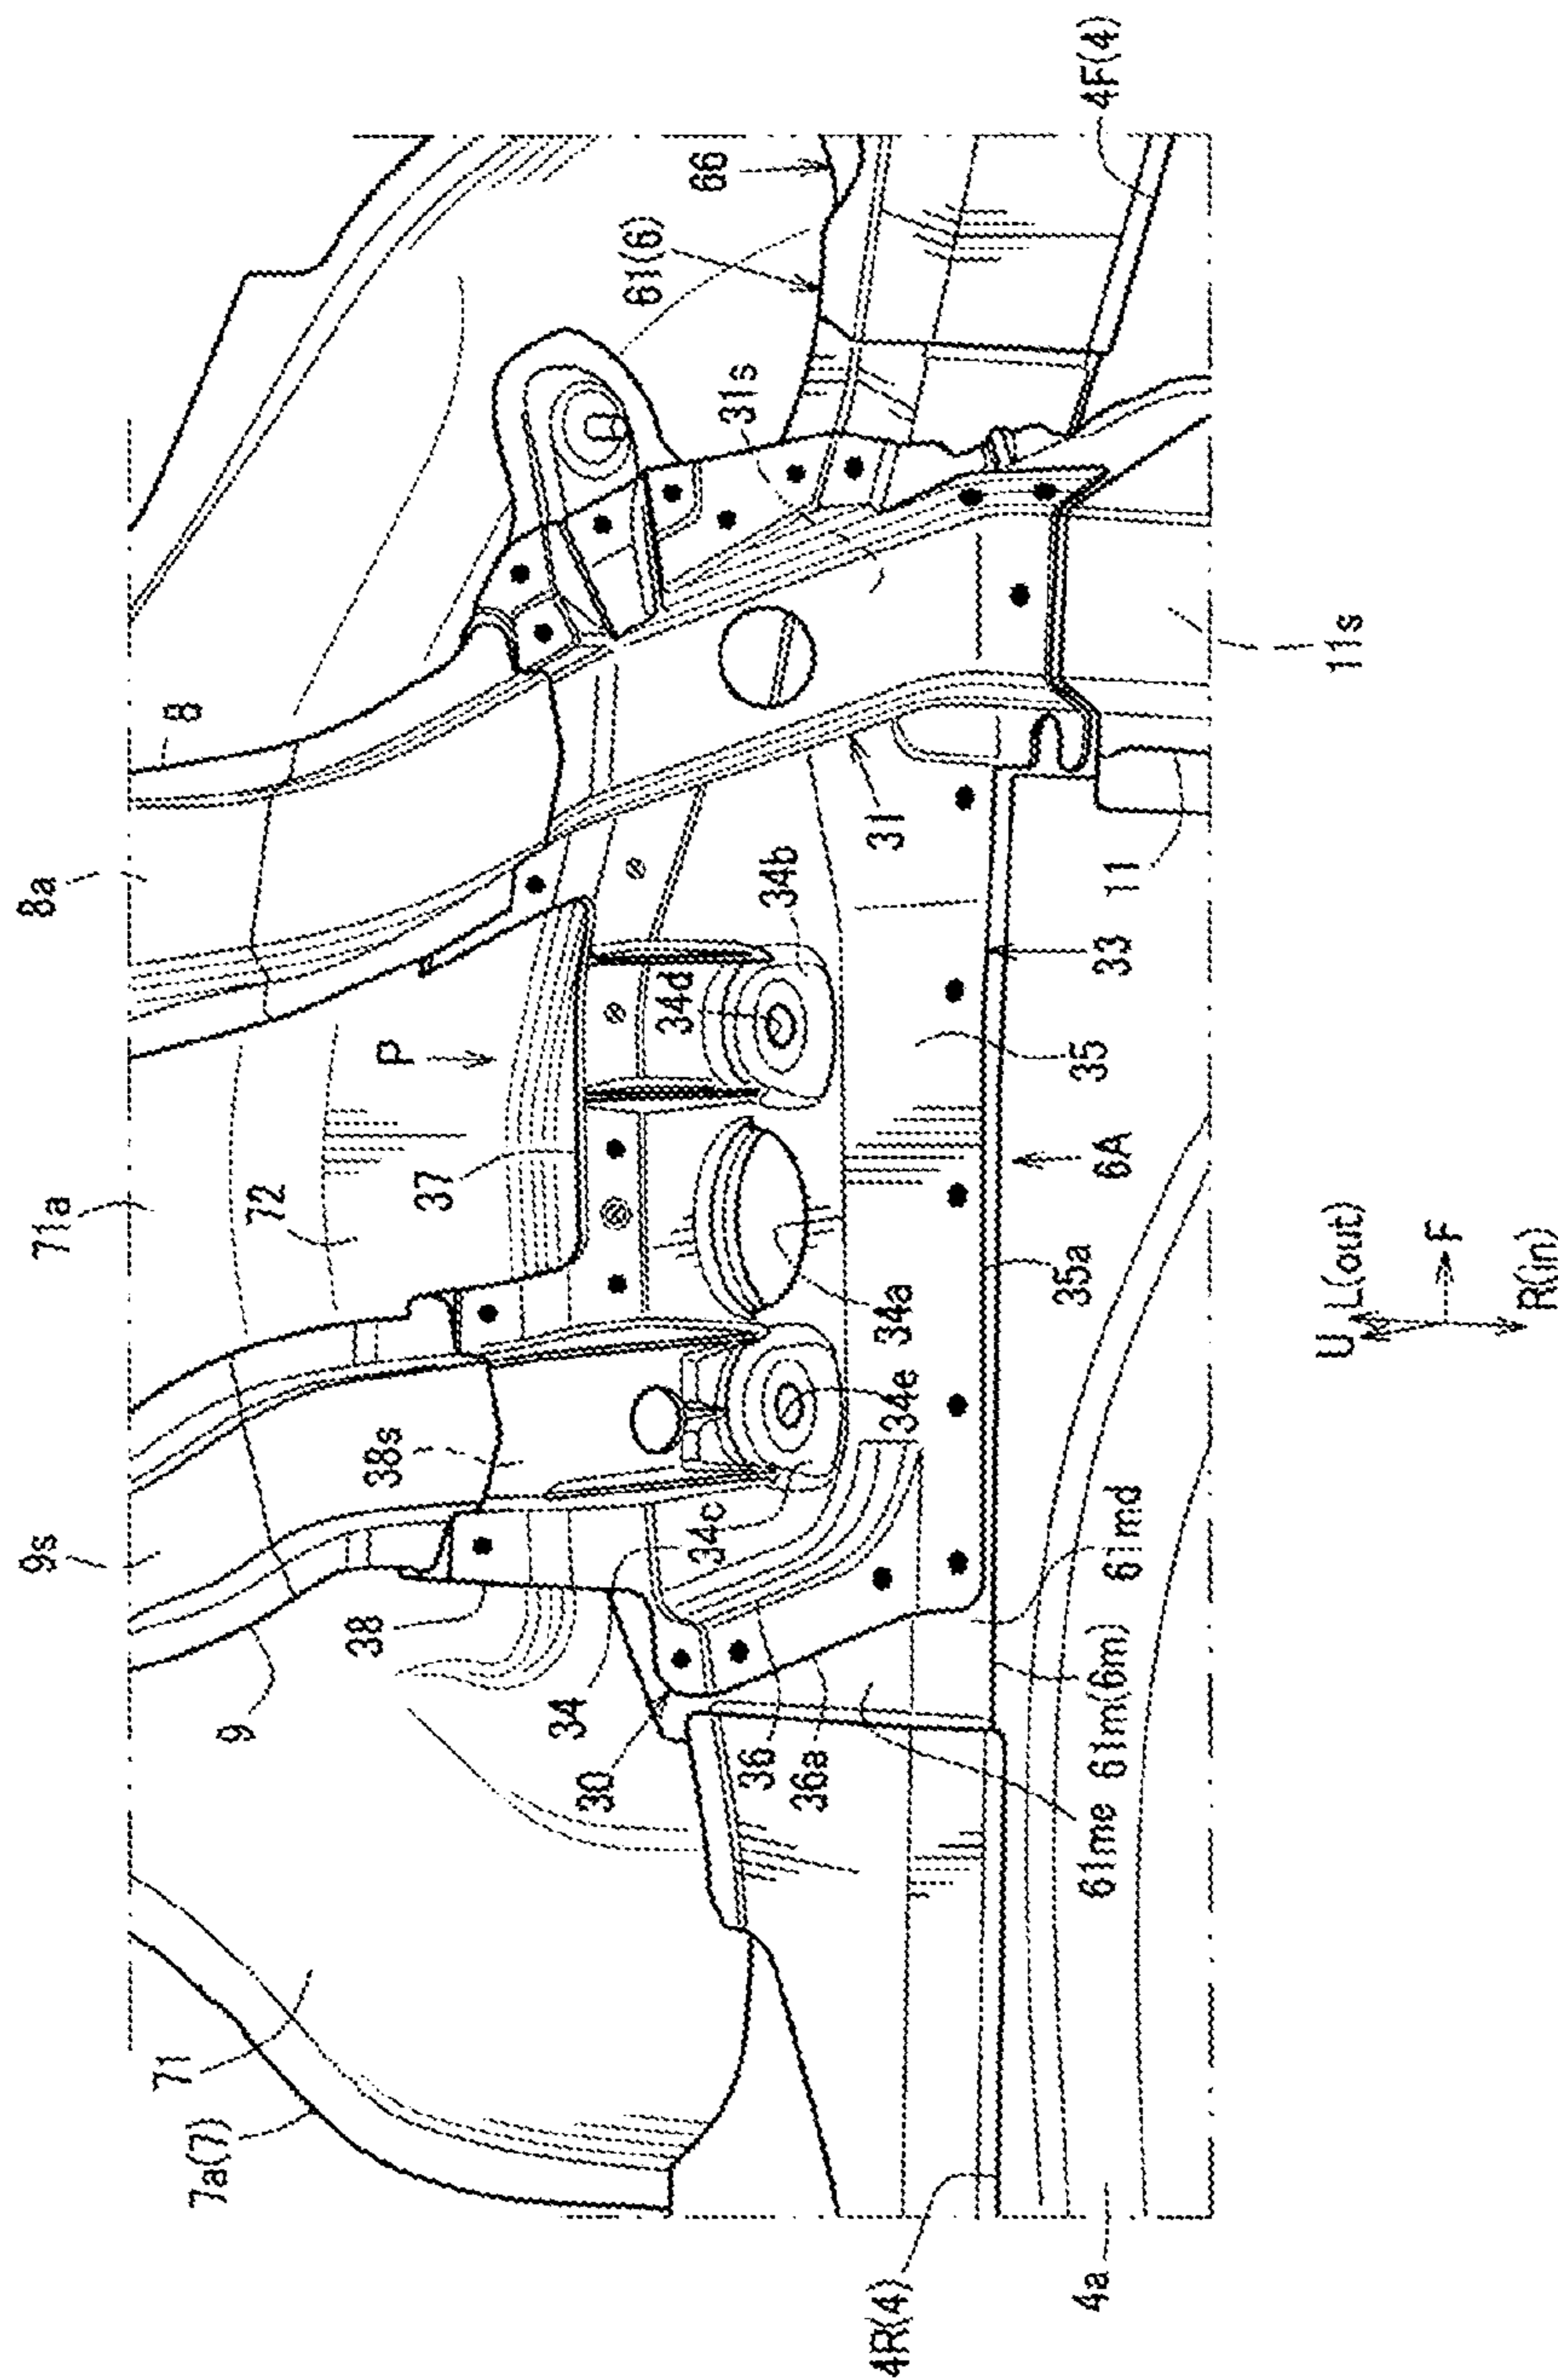 8a
71a
9s
8
P
72
37
38s
38
9
71
7a(7)
66
61(6)
31s
4F(4)
34b
34d
31
34a
34e
34c
34
30
36
36a
11s
11
33
35
6A
35a
61md
61m(6m)
61me
4R(4)
4a
U
L(out)
F
R(in)